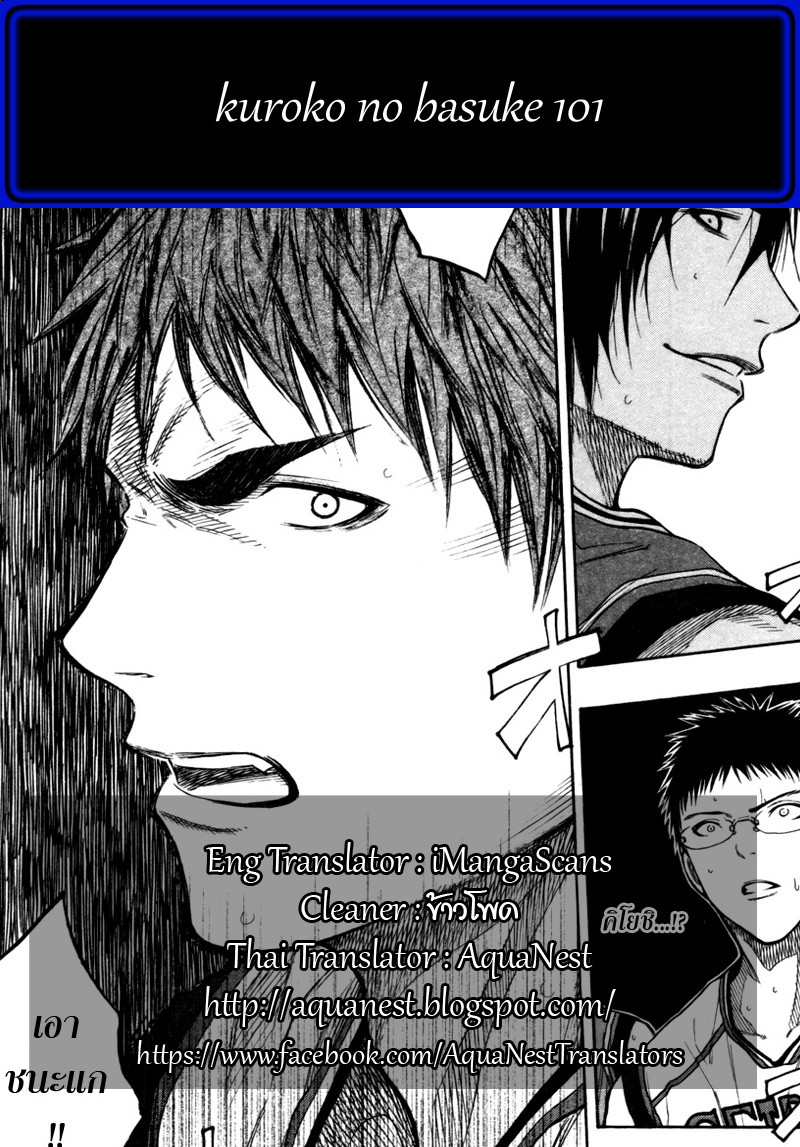 kuroko no basuke 101
Eng Translator : iMangaScans
Cleaner : ข้าวโพด
Thai Translator : AquaNest
http://aquanest.blogspot.com/
https://www.facebook.com/AquaNestTranslators
คิโยชิ...!?
เอา
ชนะแก
!!
オ